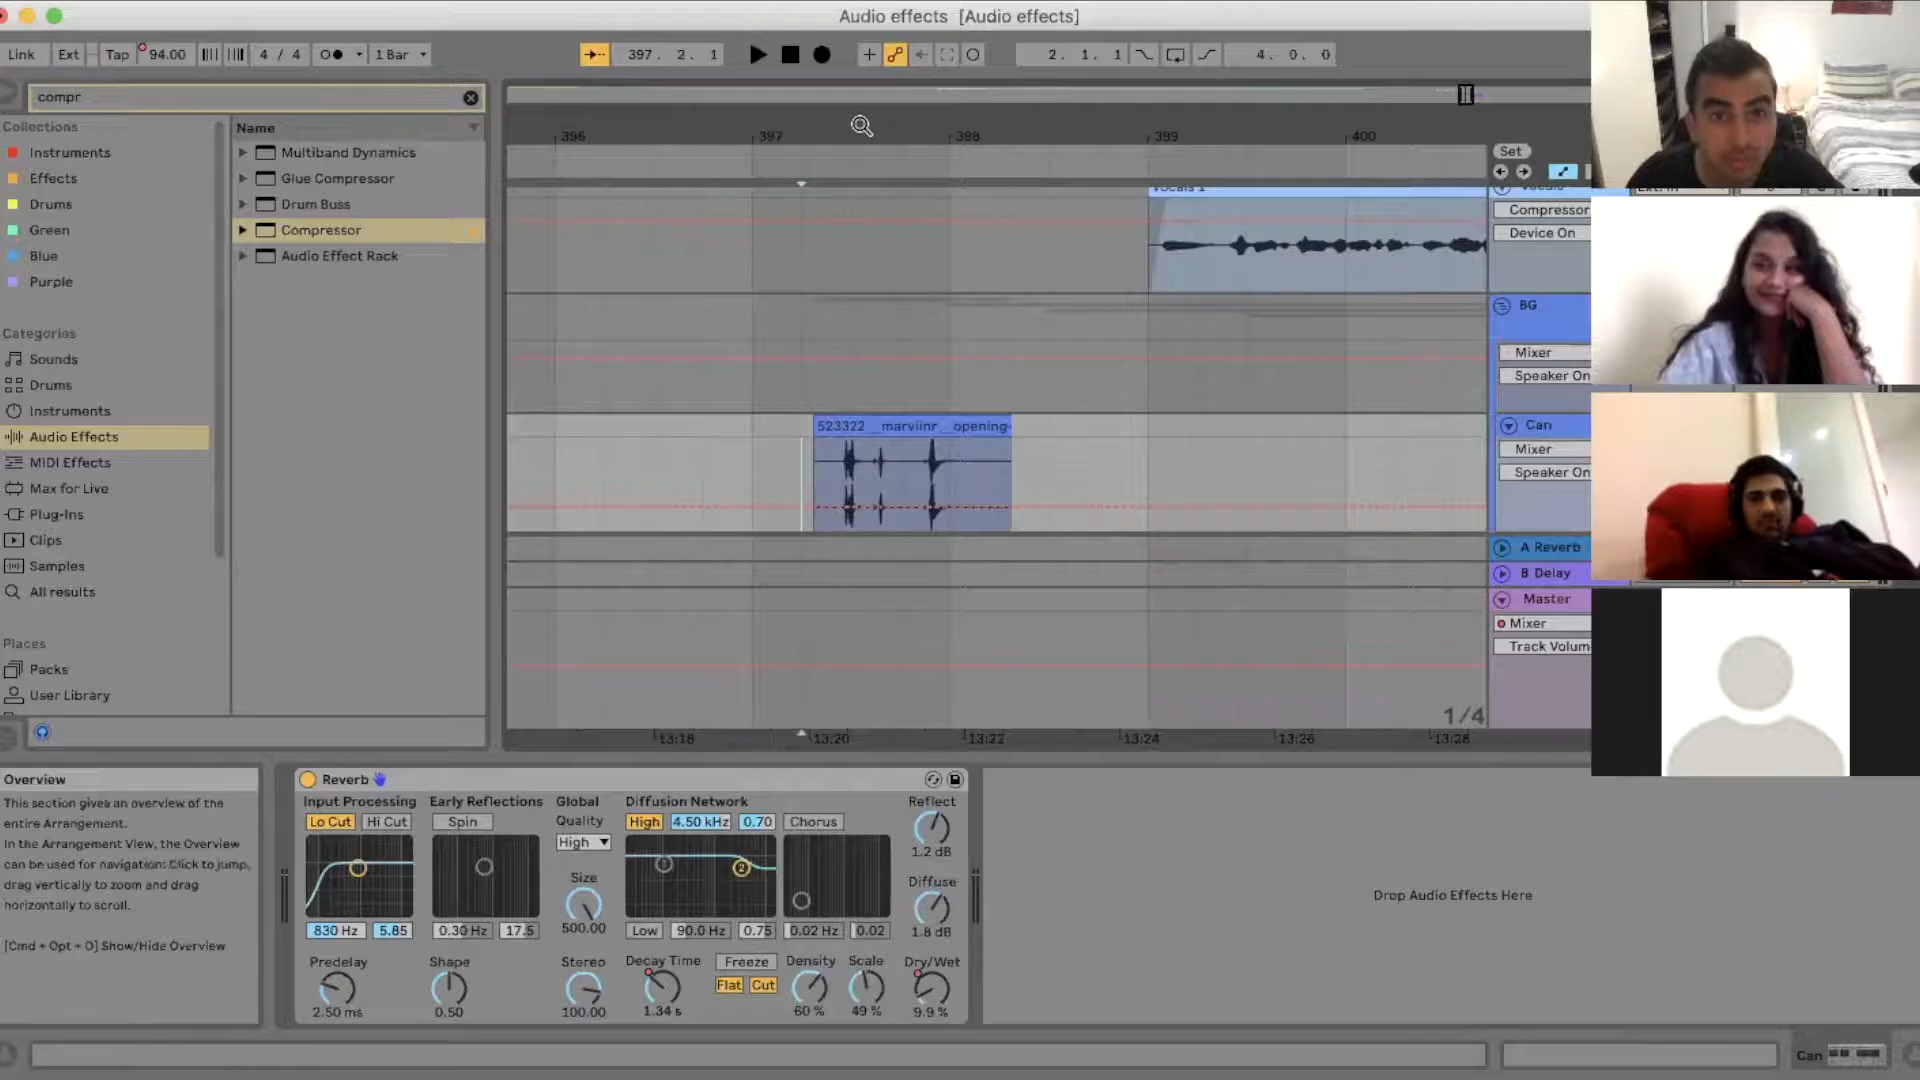 Audio effects [Audio effects]
Link Ext Tap 94.00 4 / 4 1 Bar 397. 2. 1 2. 1. 1 4. 0. 0
compr
Collections
Instruments
Effects
Drums
Green
Blue
Purple
Categories
Sounds
Drums
Instruments
Audio Effects
MIDI Effects
Max for Live
Plug-Ins
Clips
Samples
All results
Places
Packs
User Library
Name
Multiband Dynamics
Glue Compressor
Drum Buss
Compressor
Audio Effect Rack
396 397 398 399 400
Vocals 1
523322__marviinr__opening-
1/4
13:18 13:20 13:22 13:24 13:26 13:28
Set
Vocals
Compressor
Device On
BG
Mixer
Speaker On
Can
Mixer
Speaker On
A Reverb
B Delay
Master
Mixer
Track Volum
Overview
This section gives an overview of the
entire Arrangement.
In the Arrangement View, the Overview
can be used for navigation: Click to jump,
drag vertically to zoom and drag
horizontally to scroll.
[Cmd + Opt + O] Show/Hide Overview
Reverb
Input Processing
Lo Cut Hi Cut
830 Hz 5.85
Predelay
2.50 ms
Early Reflections
Spin
0.30 Hz 17.5
Shape
0.50
Global
Quality
High
Size
500.00
Stereo
100.00
Diffusion Network
High 4.50 kHz 0.70 Chorus
1 2
Low 90.0 Hz 0.75 0.02 Hz 0.02
Decay Time
1.34 s
Freeze
Flat Cut
Density
60 %
Scale
49 %
Reflect
1.2 dB
Diffuse
1.8 dB
Dry/Wet
9.9 %
Drop Audio Effects Here
Can